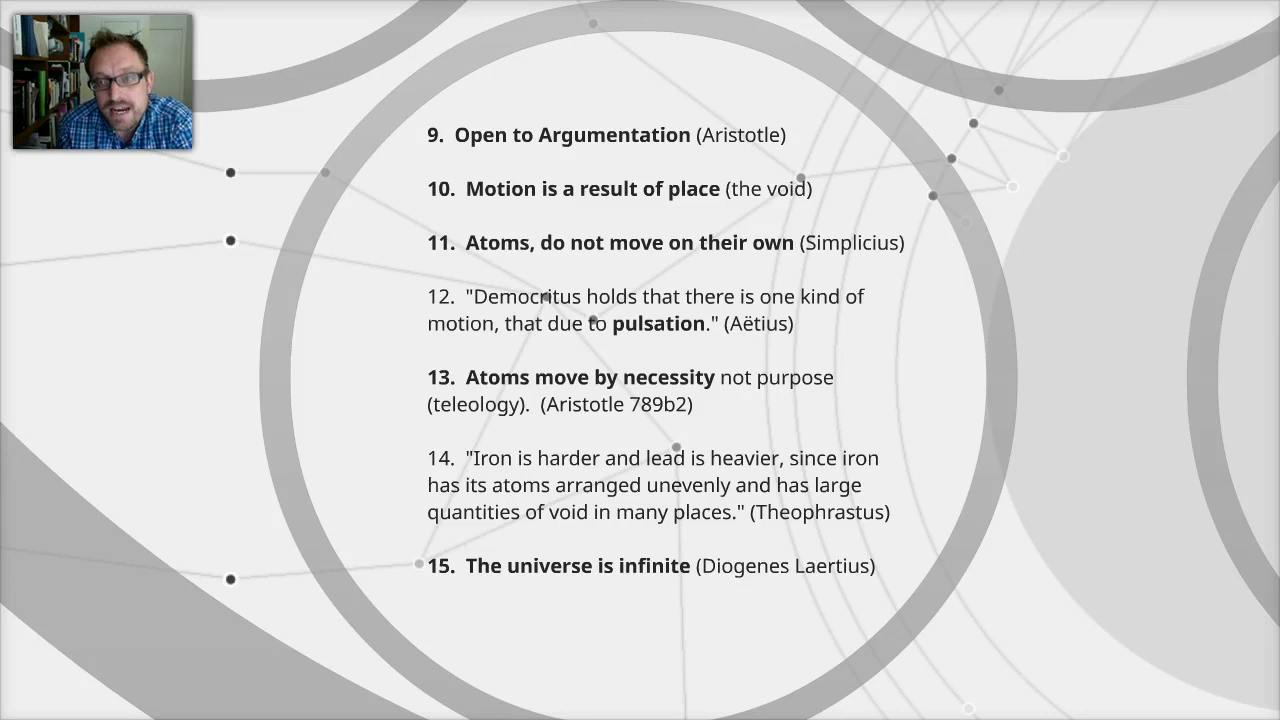 9. Open to Argumentation (Aristotle)
10. Motion is a result of place (the void)
11. Atoms, do not move on their own (Simplicius)
12. "Democritus holds that there is one kind of
motion, that due to pulsation." (Aëtius)
13. Atoms move by necessity not purpose
(teleology). (Aristotle 789b2)
14. "Iron is harder and lead is heavier, since iron
has its atoms arranged unevenly and has large
quantities of void in many places." (Theophrastus)
15. The universe is infinite (Diogenes Laertius)